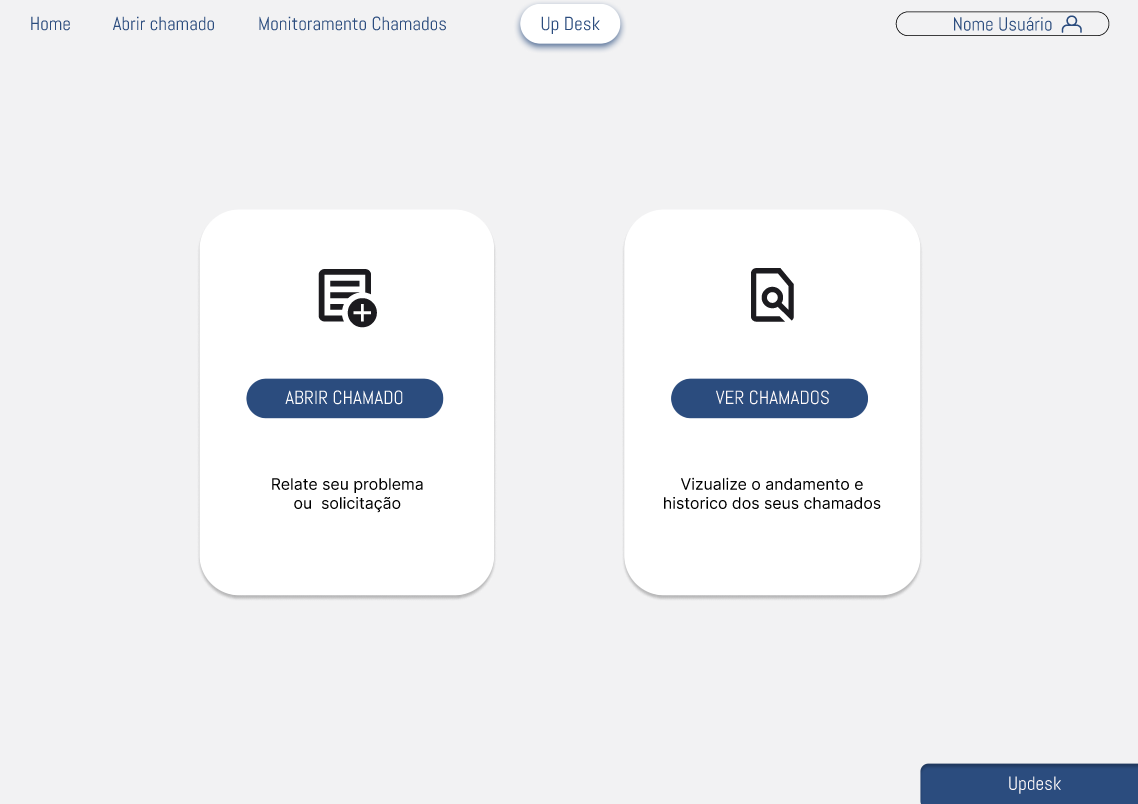 Home
Abrir chamado
Monitoramento Chamados
Up Desk
Nome Usuário
ABRIR CHAMADO
Relate seu problema
ou solicitação
VER CHAMADOS
Vizualize o andamento e
historico dos seus chamados
Updesk